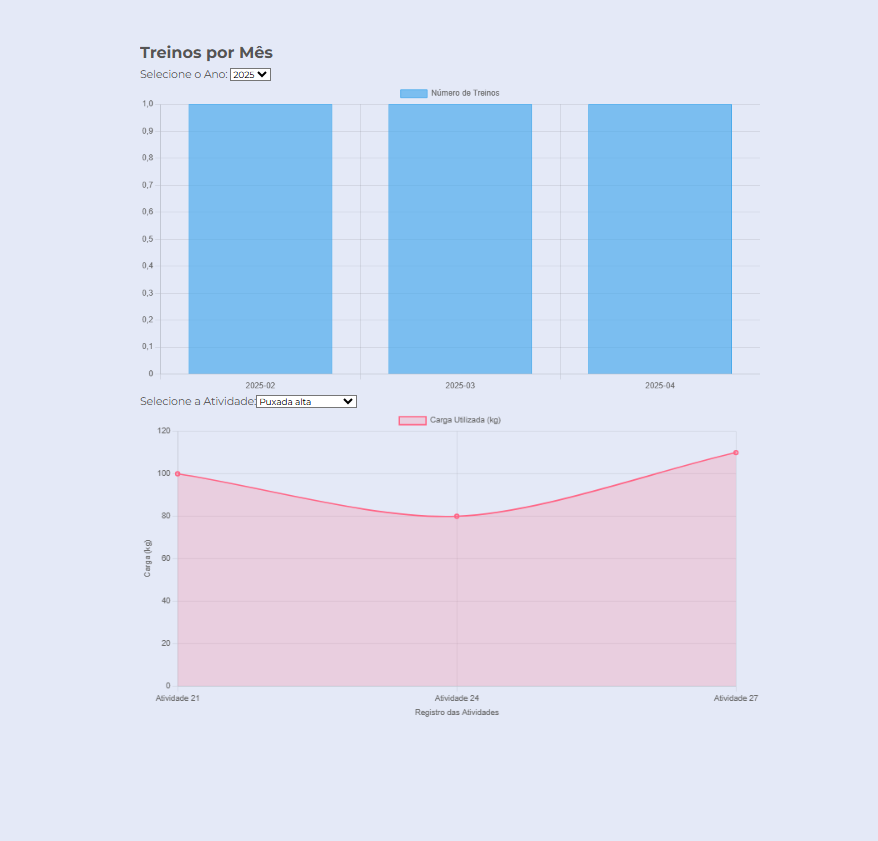 Treinos por Mês
Selecione o Ano: 2025
Número de Treinos
1,0
0,9
0,8
0,7
0,6
0,5
0,4
0,3
0,2
0,1
0
2025-02 2025-03 2025-04
Selecione a Atividade: Puxada alta
Carga Utilizada (kg)
120
100
80
60
40
20
0
Carga (kg)
Atividade 21 Atividade 24 Atividade 27
Registro das Atividades